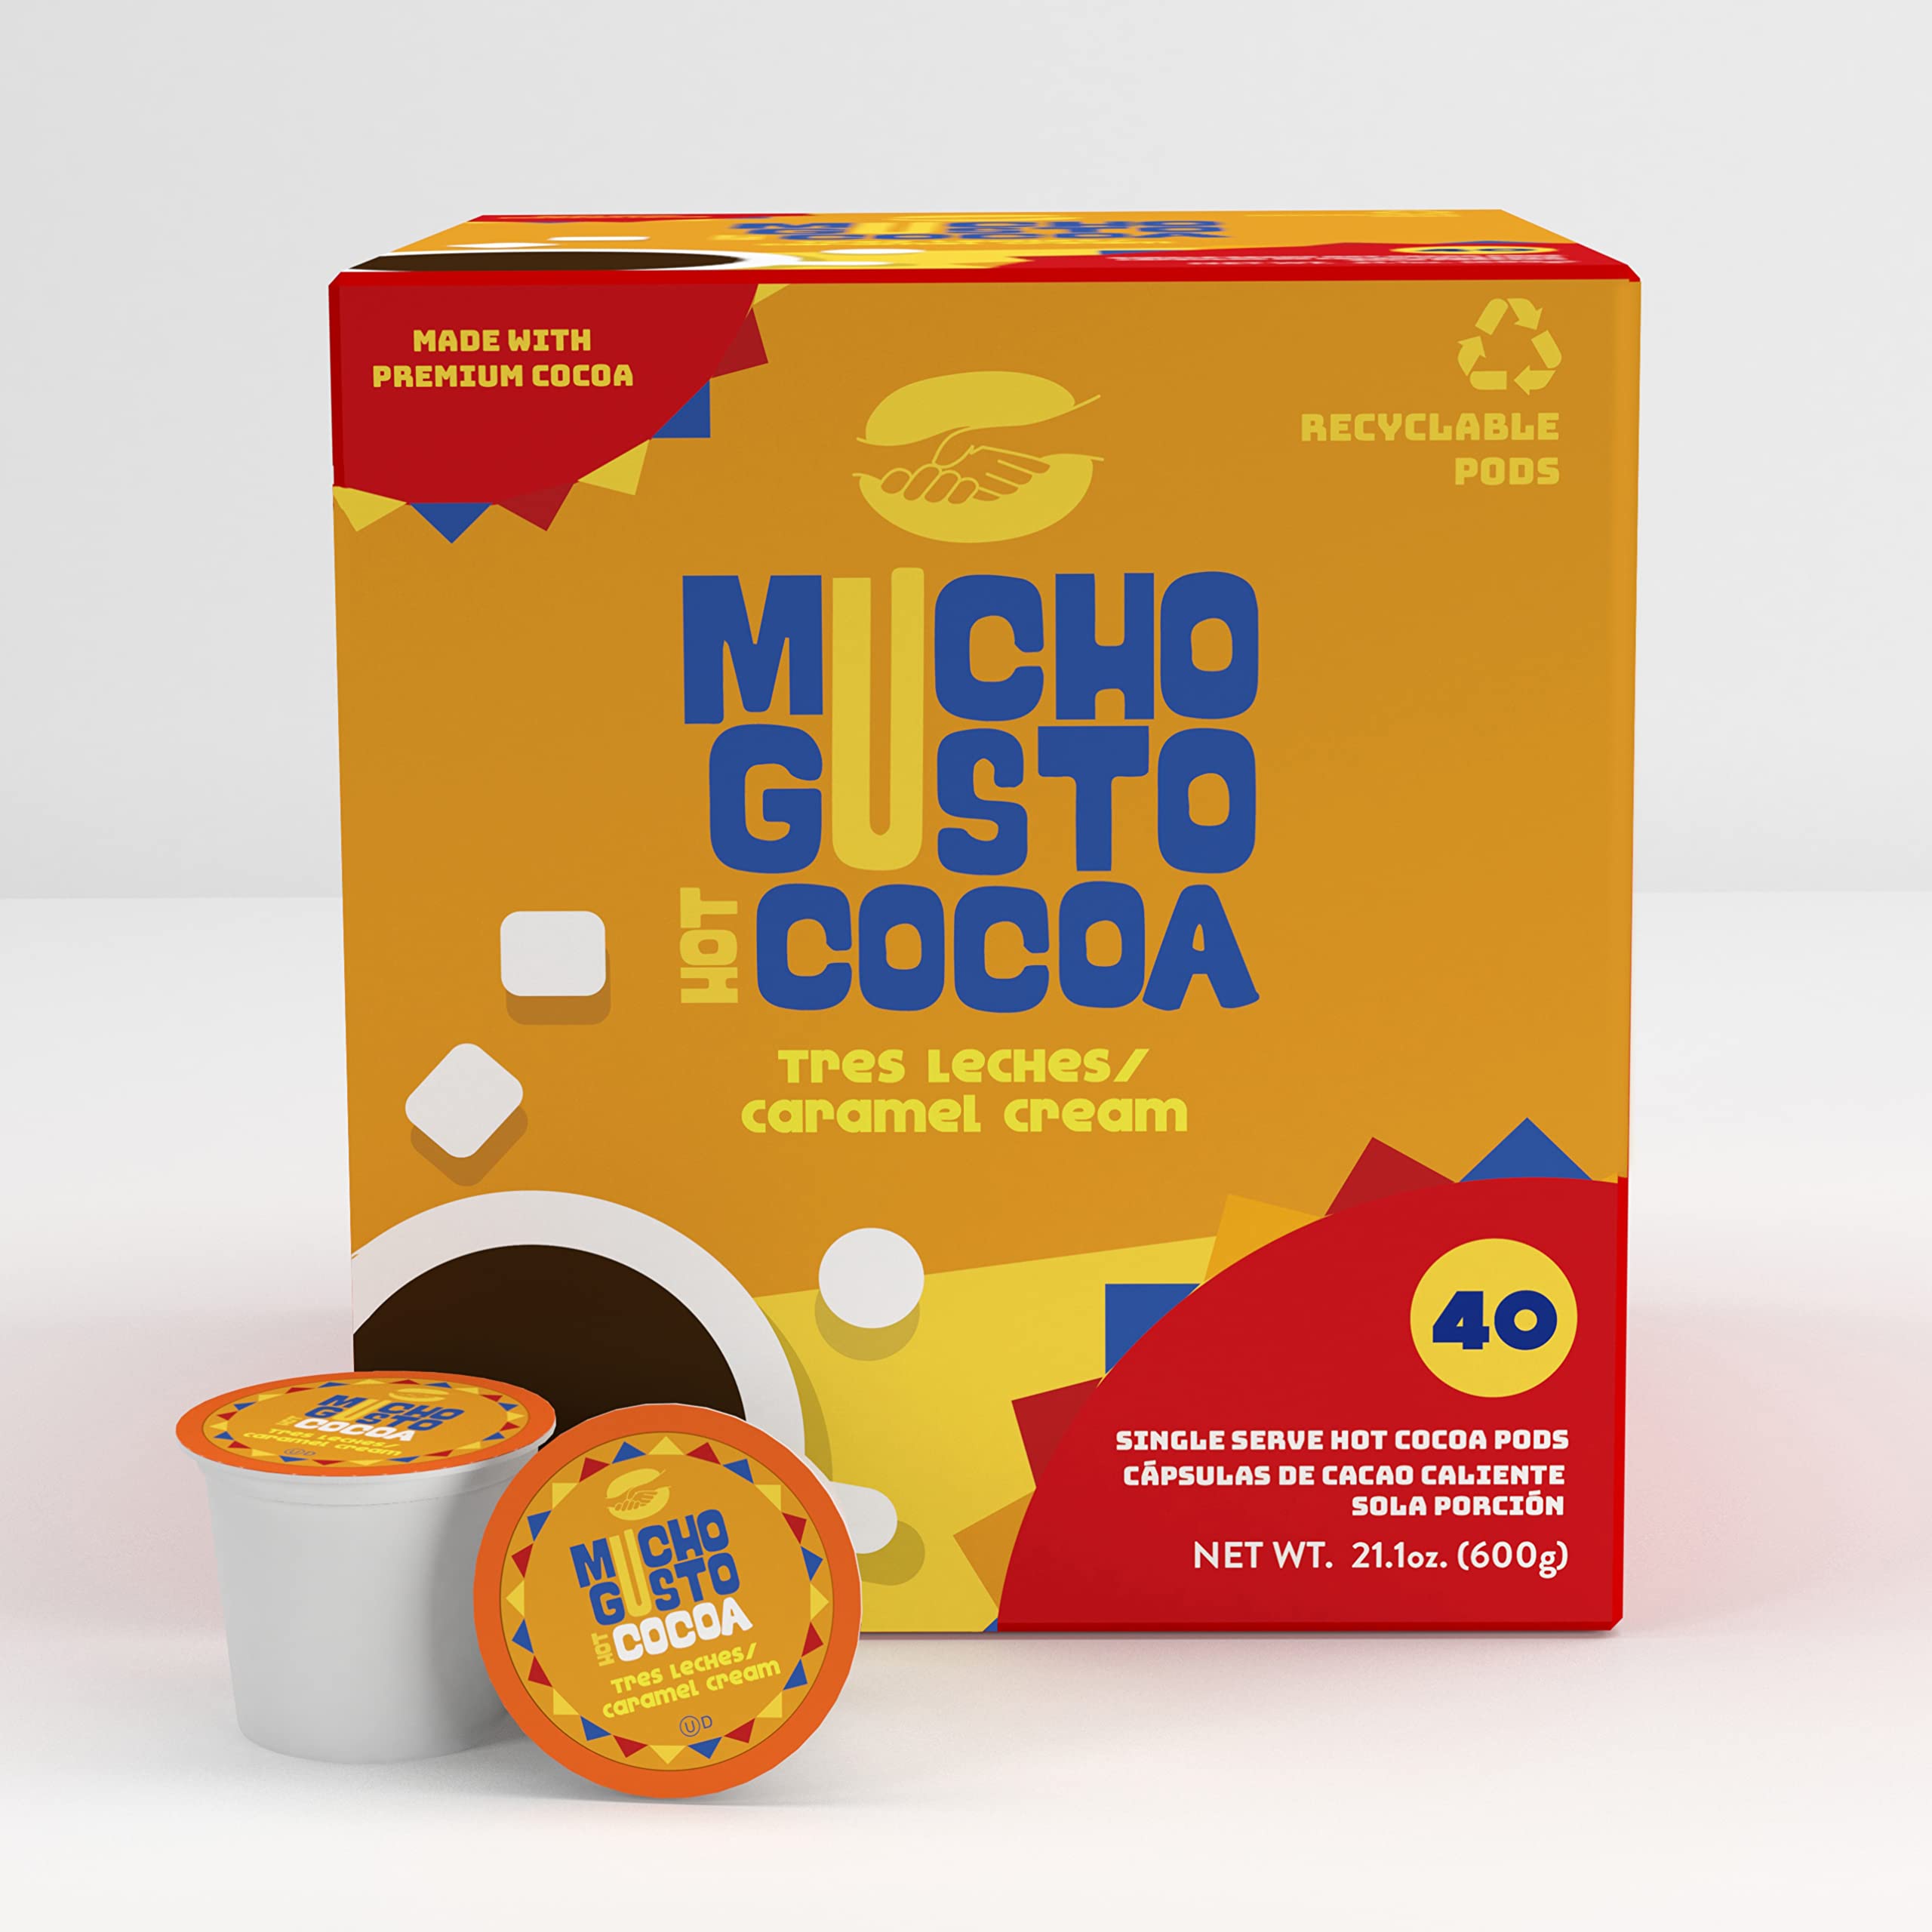 MADE WITH
PREMIUM COCOA
RECYCLABLE
PODS
MUCHO
GUSTO
HOT COCOA
Tres Leches/
caramel cream
40
SINGLE SERVE HOT COCOA PODS
CÁPSULAS DE CACAO CALIENTE
SOLA PORCIÓN
NET WT. 21.1oz. (600g)
MUCHO
GUSTO
HOT COCOA
Tres Leches/
caramel cream
UD
MUCHO
GUSTO
HOT COCOA
Tres Leches/
caramel cream
UD